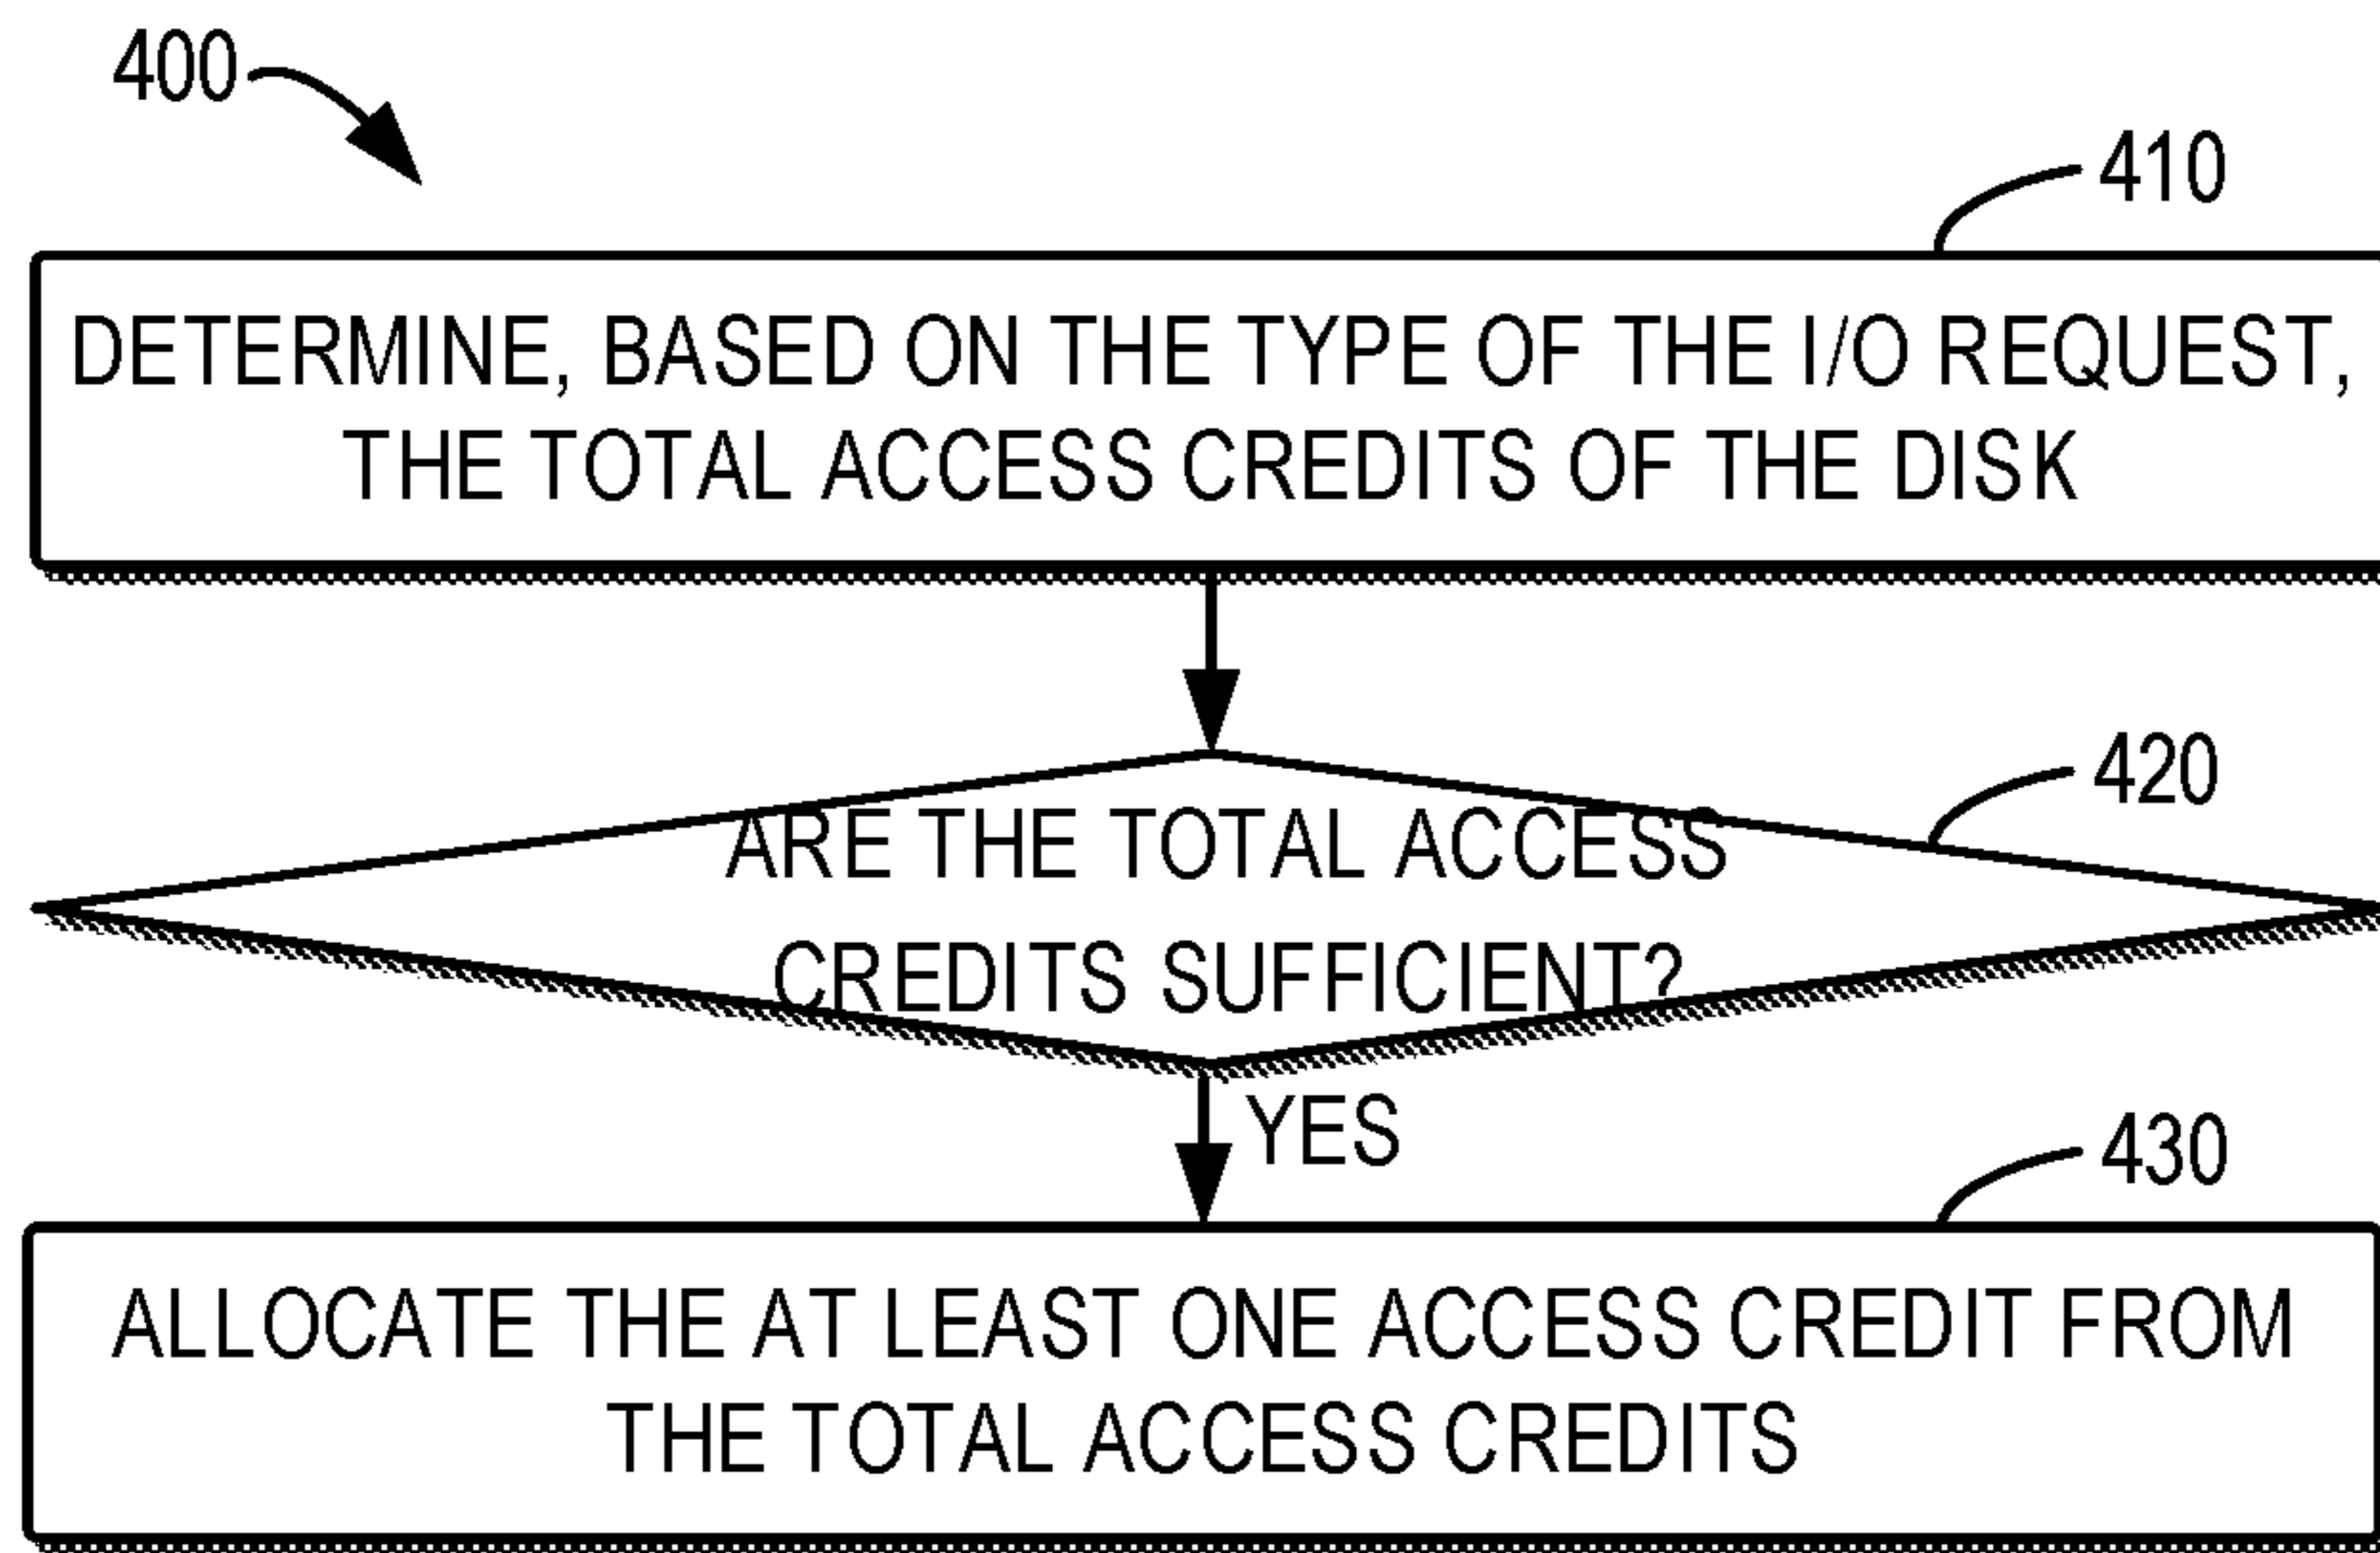 400
410
DETERMINE, BASED ON THE TYPE OF THE I/O REQUEST,
THE TOTAL ACCESS CREDITS OF THE DISK
420
ARE THE TOTAL ACCESS
CREDITS SUFFICIENT?
YES
430
ALLOCATE THE AT LEAST ONE ACCESS CREDIT FROM
THE TOTAL ACCESS CREDITS